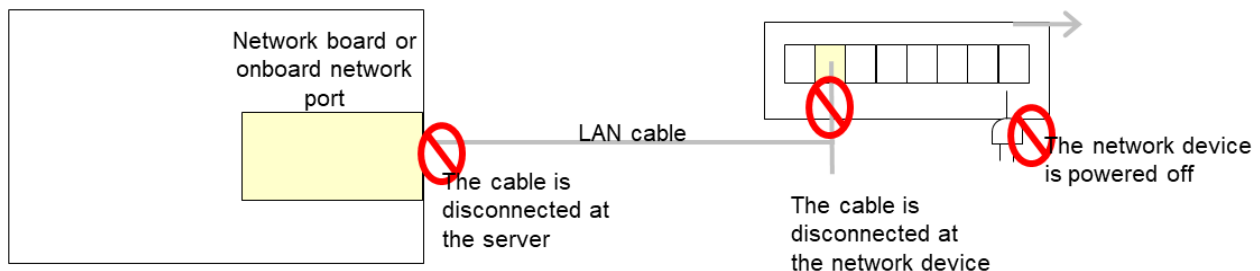 Network board or
onboard network
port
LAN cable
The cable is
disconnected at
the server
The cable is
disconnected at
the network device
The network device
is powered off